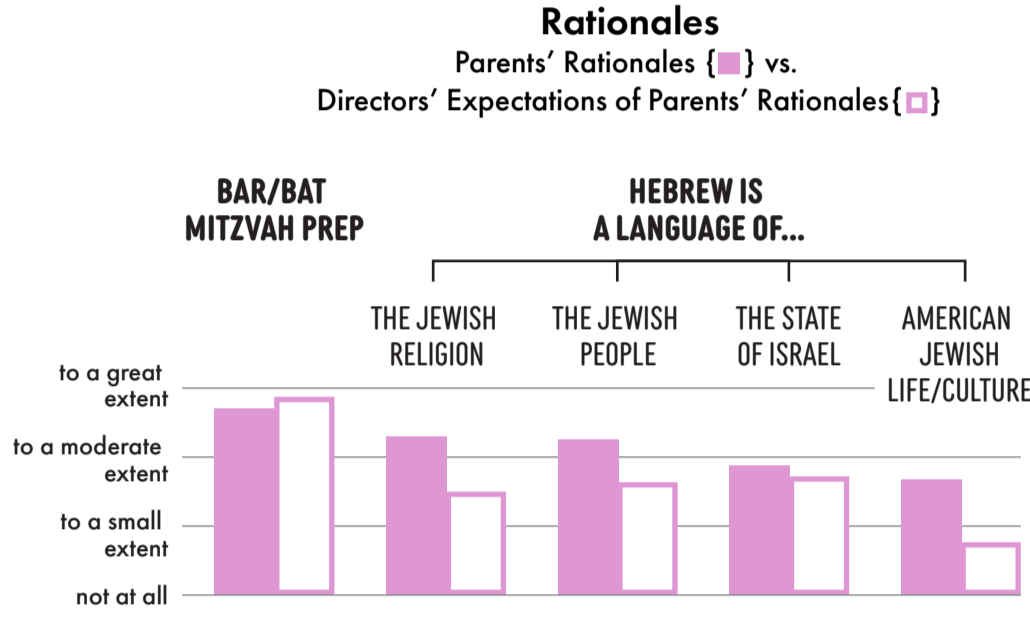 Rationales
Parents’ Rationales { } vs.
Directors’ Expectations of Parents’ Rationales{ }
BAR/BAT
MITZVAH PREP
HEBREW IS
A LANGUAGE OF...
THE JEWISH
RELIGION
THE JEWISH
PEOPLE
THE STATE
OF ISRAEL
AMERICAN
JEWISH
LIFE/CULTURE
to a great
extent
to a moderate
extent
to a small
extent
not at all